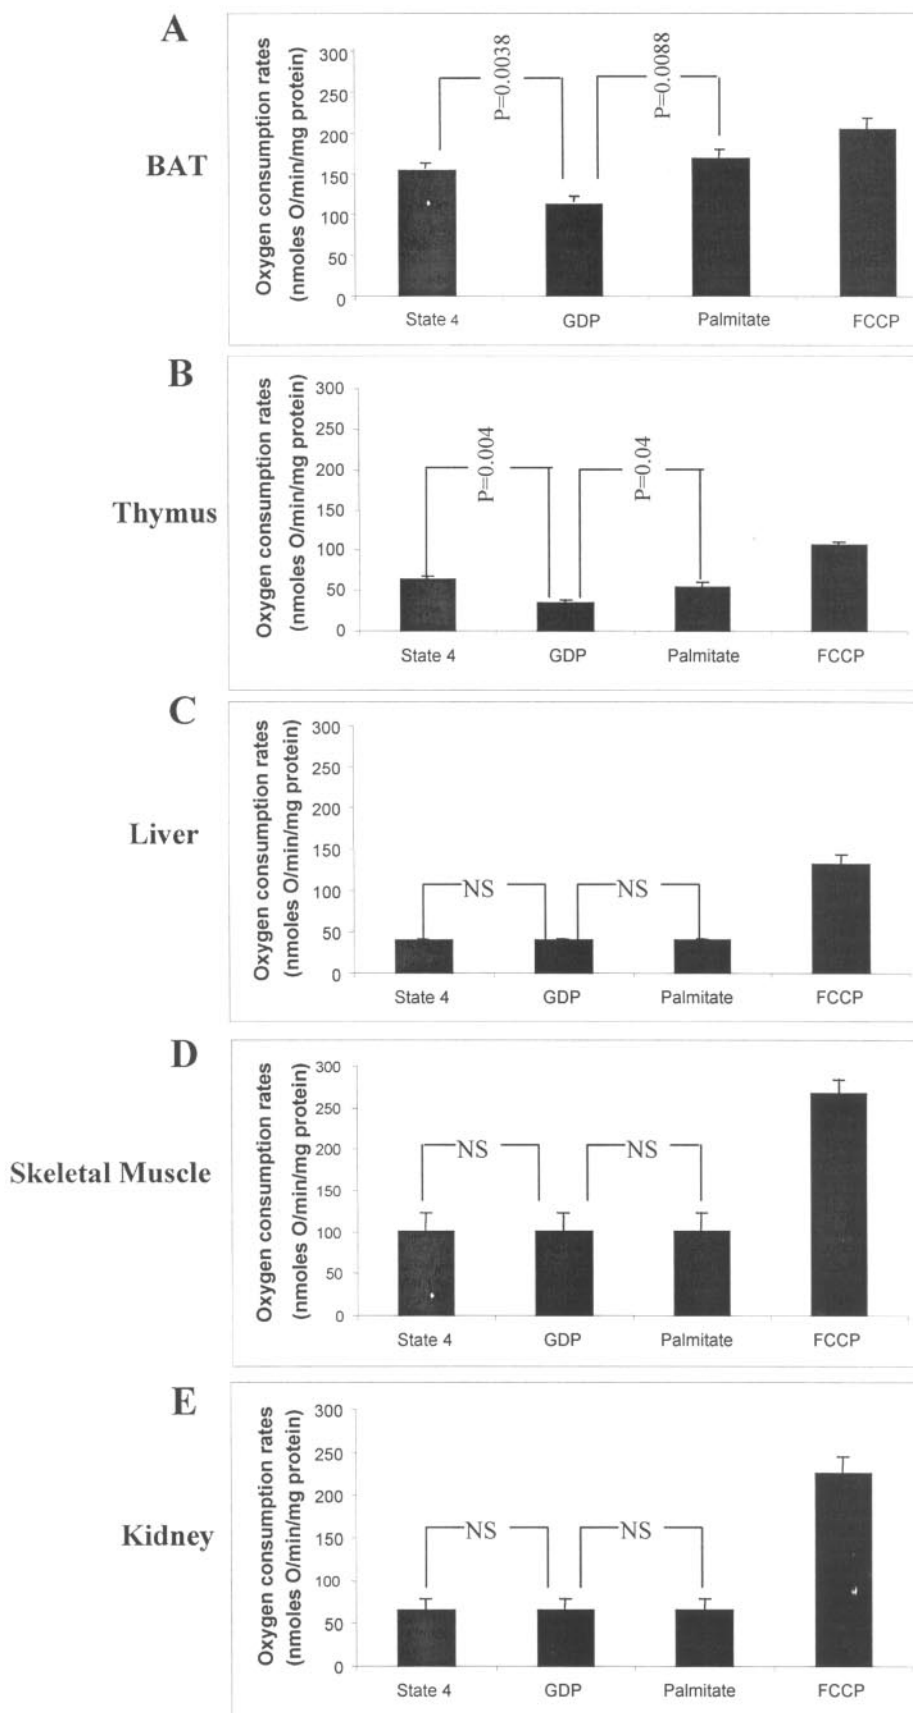 A
BAT
Oxygen consumption rates
(nmoles O/min/mg protein)
300
250
200
150
100
50
0
P=0.0038
P=0.0088
State 4 GDP Palmitate FCCP
B
Thymus
Oxygen consumption rates
(nmoles O/min/mg protein)
300
250
200
150
100
50
0
P=0.004
P=0.04
State 4 GDP Palmitate FCCP
C
Liver
Oxygen consumption rates
(nmoles O/min/mg protein)
300
250
200
150
100
50
0
NS NS
State 4 GDP Palmitate FCCP
D
Skeletal Muscle
Oxygen consumption rates
(nmoles O/min/mg protein)
300
250
200
150
100
50
0
NS NS
State 4 GDP Palmitate FCCP
E
Kidney
Oxygen consumption rates
(nmoles O/min/mg protein)
300
250
200
150
100
50
0
NS NS
State 4 GDP Palmitate FCCP